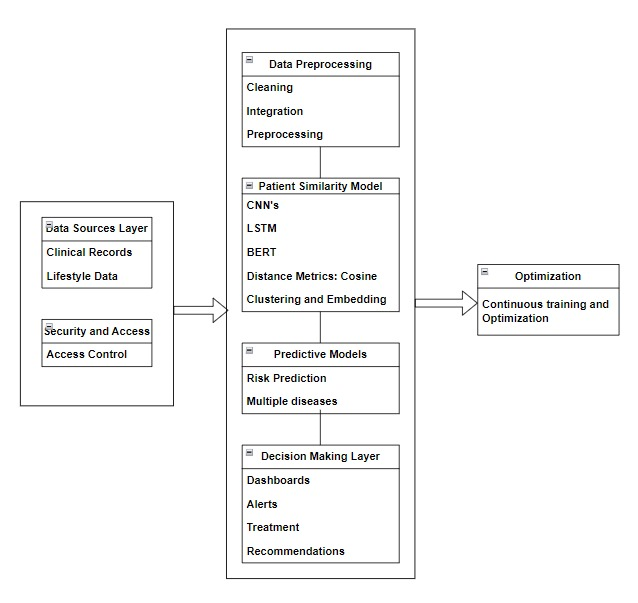 Data Sources Layer
Clinical Records
Lifestyle Data
Security and Access
Access Control
Data Preprocessing
Cleaning
Integration
Preprocessing
Patient Similarity Model
CNN's
LSTM
BERT
Distance Metrics: Cosine
Clustering and Embedding
Predictive Models
Risk Prediction
Multiple diseases
Decision Making Layer
Dashboards
Alerts
Treatment
Recommendations
Optimization
Continuous training and
Optimization